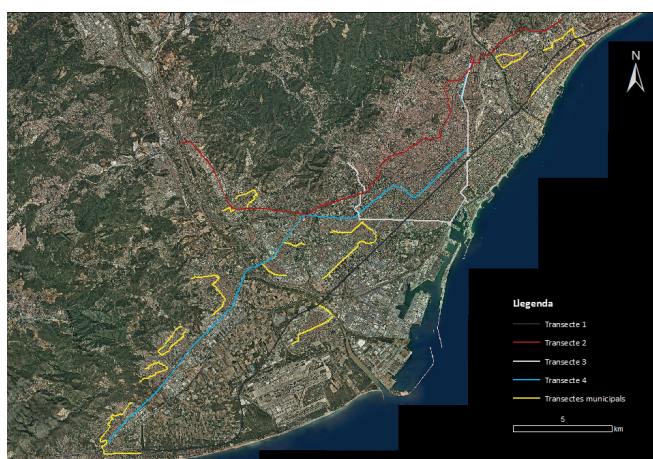 N
Llegenda
Transecte 1
Transecte 2
Transecte 3
Transecte 4
Transectes municipals
5
km